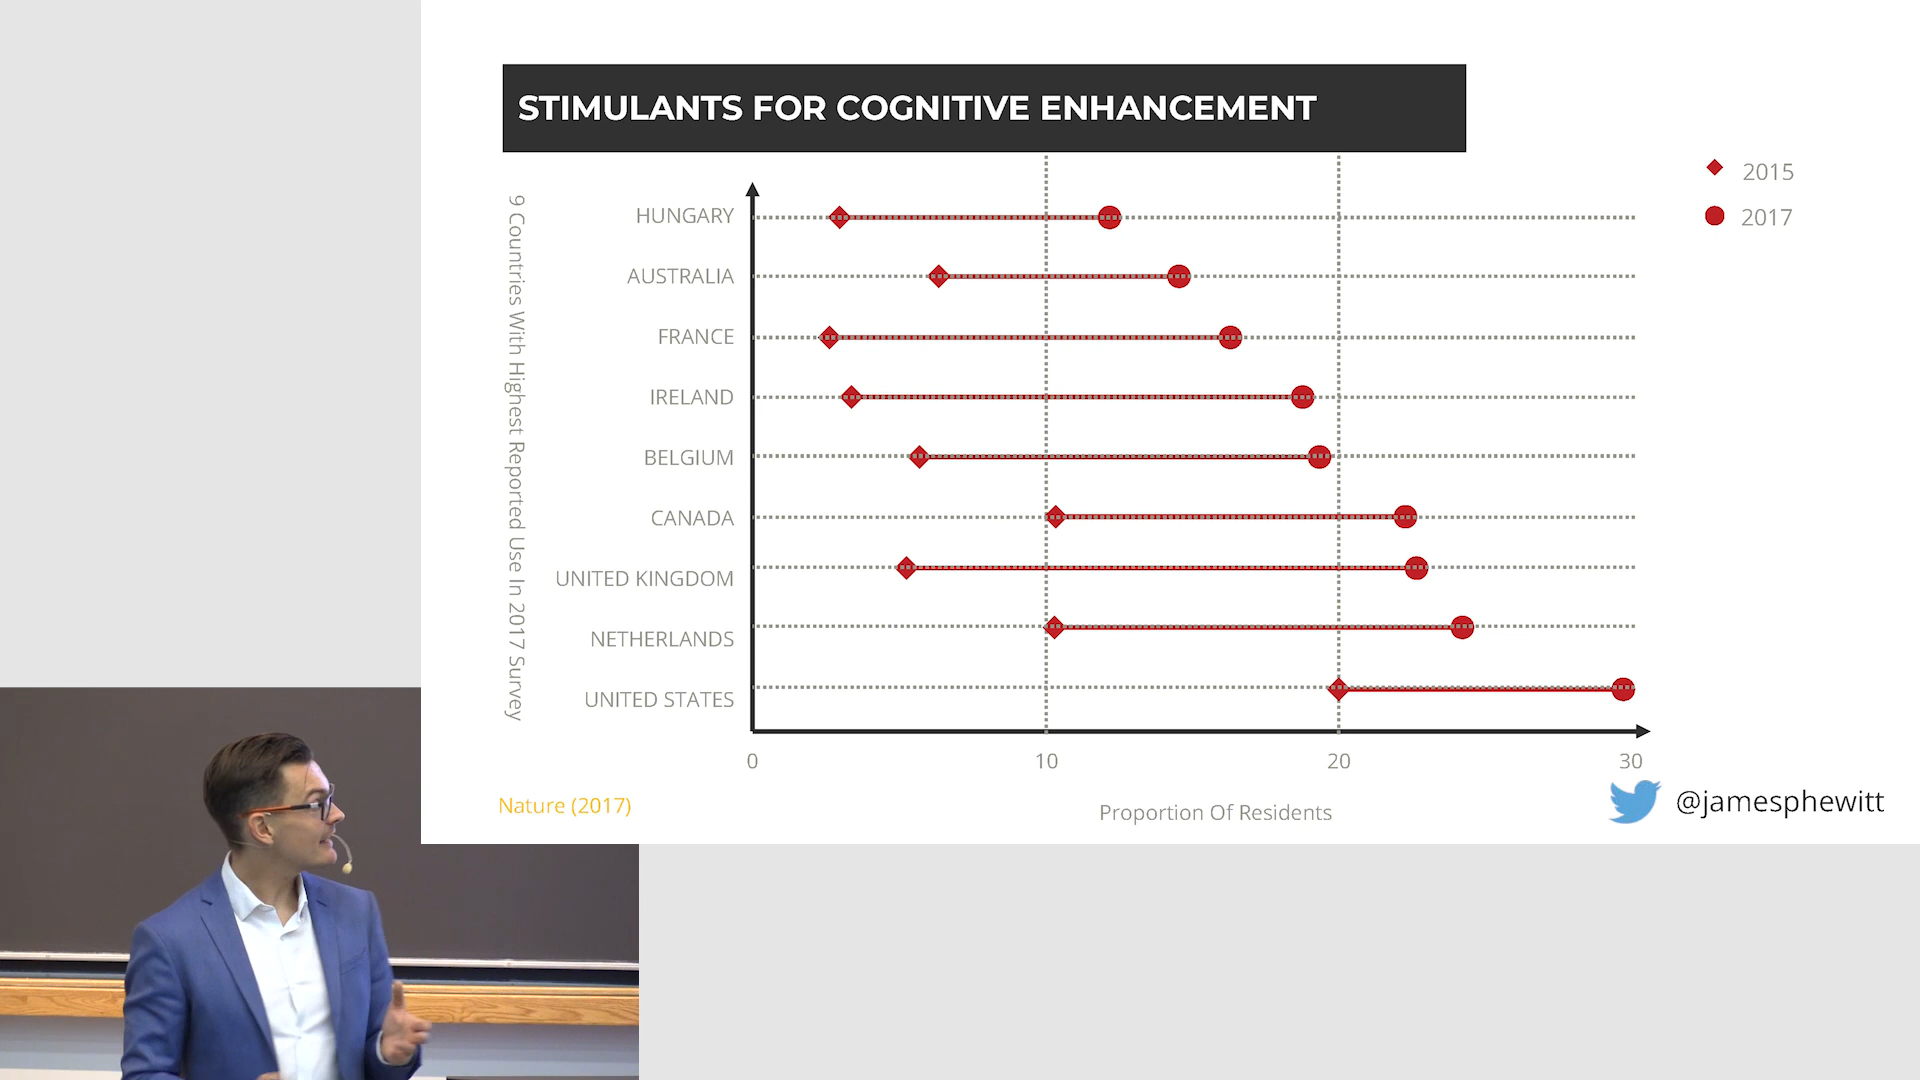 STIMULANTS FOR COGNITIVE ENHANCEMENT
2015
2017
9 Countries With Highest Reported Use In 2017 Survey
HUNGARY
AUSTRALIA
FRANCE
IRELAND
BELGIUM
CANADA
UNITED KINGDOM
NETHERLANDS
UNITED STATES
0 10 20 30
Proportion Of Residents
Nature (2017)
@jamesphewitt